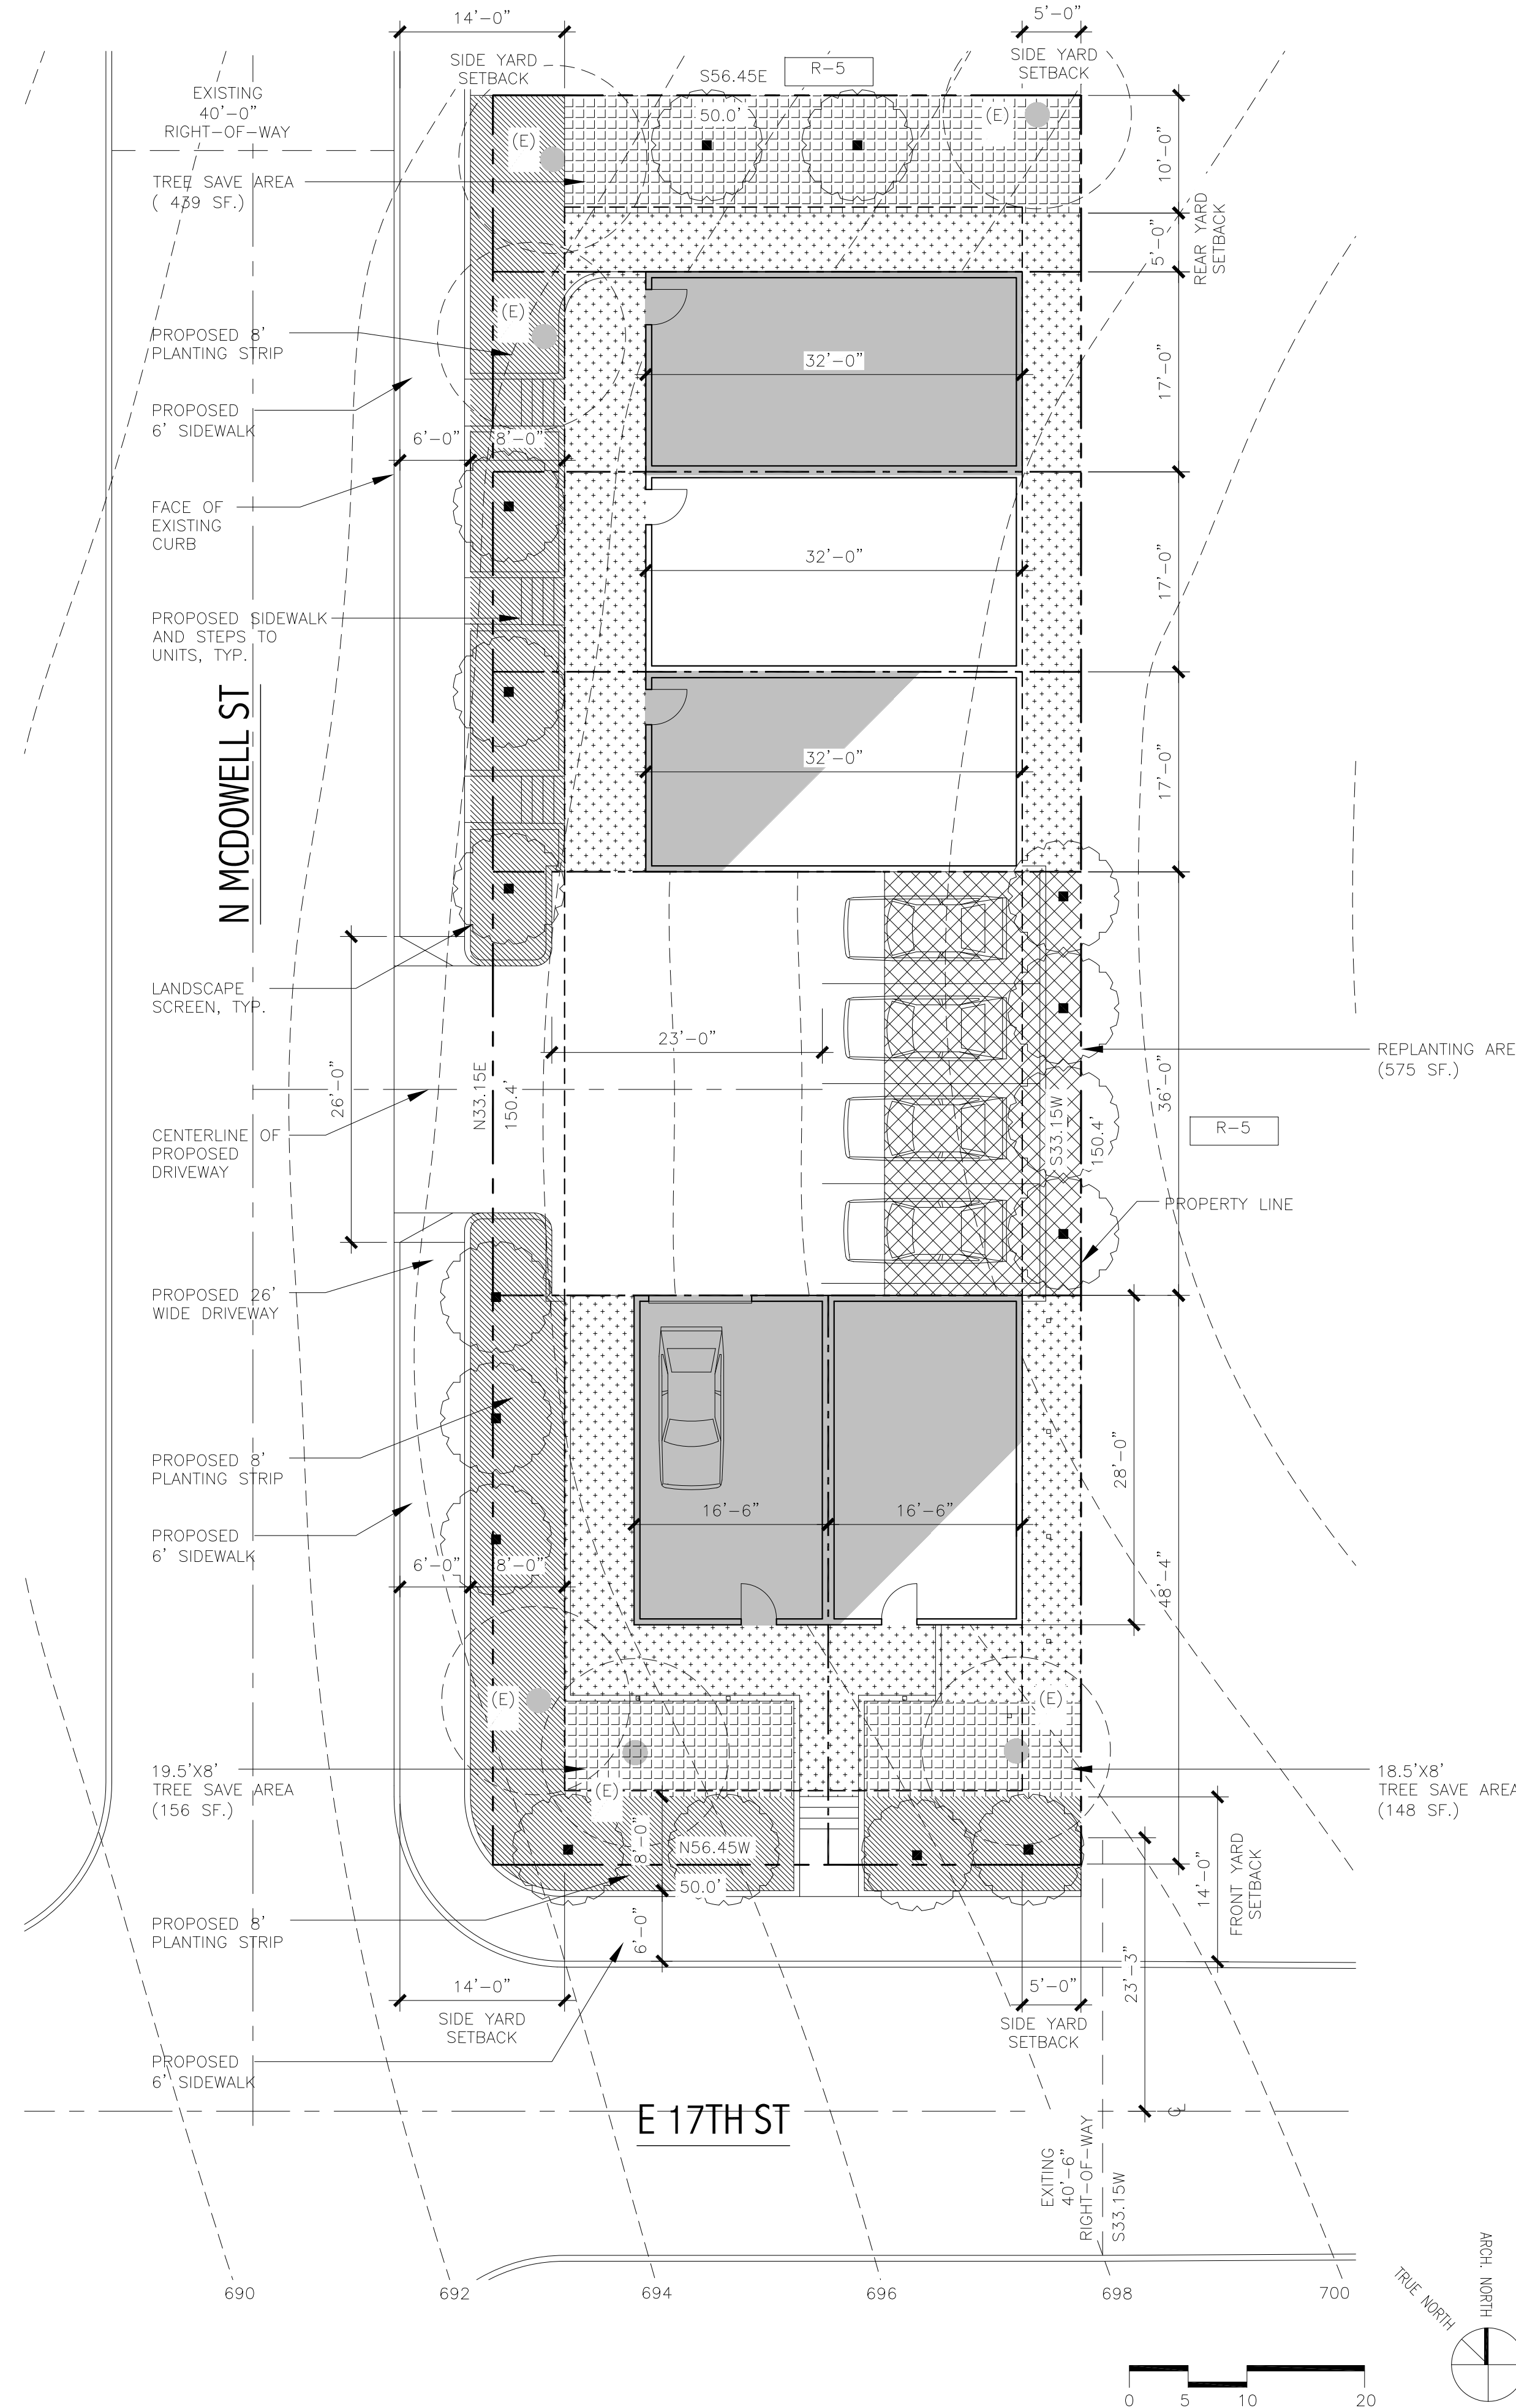 14'-0"
5'-0"
SIDE YARD
SETBACK
SIDE YARD
SETBACK
S56.45E
R-5
EXISTING
40'-0"
RIGHT-OF-WAY
50.0'
(E)
(E)
10'-0"
TREE SAVE AREA
( 439 SF.)
5'-0"
REAR YARD
SETBACK
(E)
PROPOSED 8'
PLANTING STRIP
32'-0"
17'-0"
PROPOSED
6' SIDEWALK
6'-0"
8'-0"
FACE OF
EXISTING
CURB
32'-0"
17'-0"
PROPOSED SIDEWALK
AND STEPS TO
UNITS, TYP.
N MCDOWELL ST
32'-0"
17'-0"
LANDSCAPE
SCREEN, TYP.
23'-0"
REPLANTING ARE
(575 SF.)
26'-0"
N33.15E
150.4'
36'-0"
S33.15W
150.4'
R-5
CENTERLINE OF
PROPOSED
DRIVEWAY
PROPERTY LINE
PROPOSED 26'
WIDE DRIVEWAY
28'-0"
PROPOSED 8'
PLANTING STRIP
16'-6"
16'-6"
PROPOSED
6' SIDEWALK
6'-0"
8'-0"
48'-4"
(E)
(E)
19.5'X8'
TREE SAVE AREA
(156 SF.)
(E)
18.5'X8'
TREE SAVE AREA
(148 SF.)
8'-0"
N56.45W
50.0'
14'-0"
FRONT YARD
SETBACK
PROPOSED 8'
PLANTING STRIP
6'-0"
23'-3"
14'-0"
SIDE YARD
SETBACK
5'-0"
SIDE YARD
SETBACK
PROPOSED
6' SIDEWALK
E 17TH ST
CL
EXITING
40'-6"
RIGHT-OF-WAY
S33.15W
690
692
694
696
698
700
TRUE NORTH
ARCH. NORTH
0
5
10
20